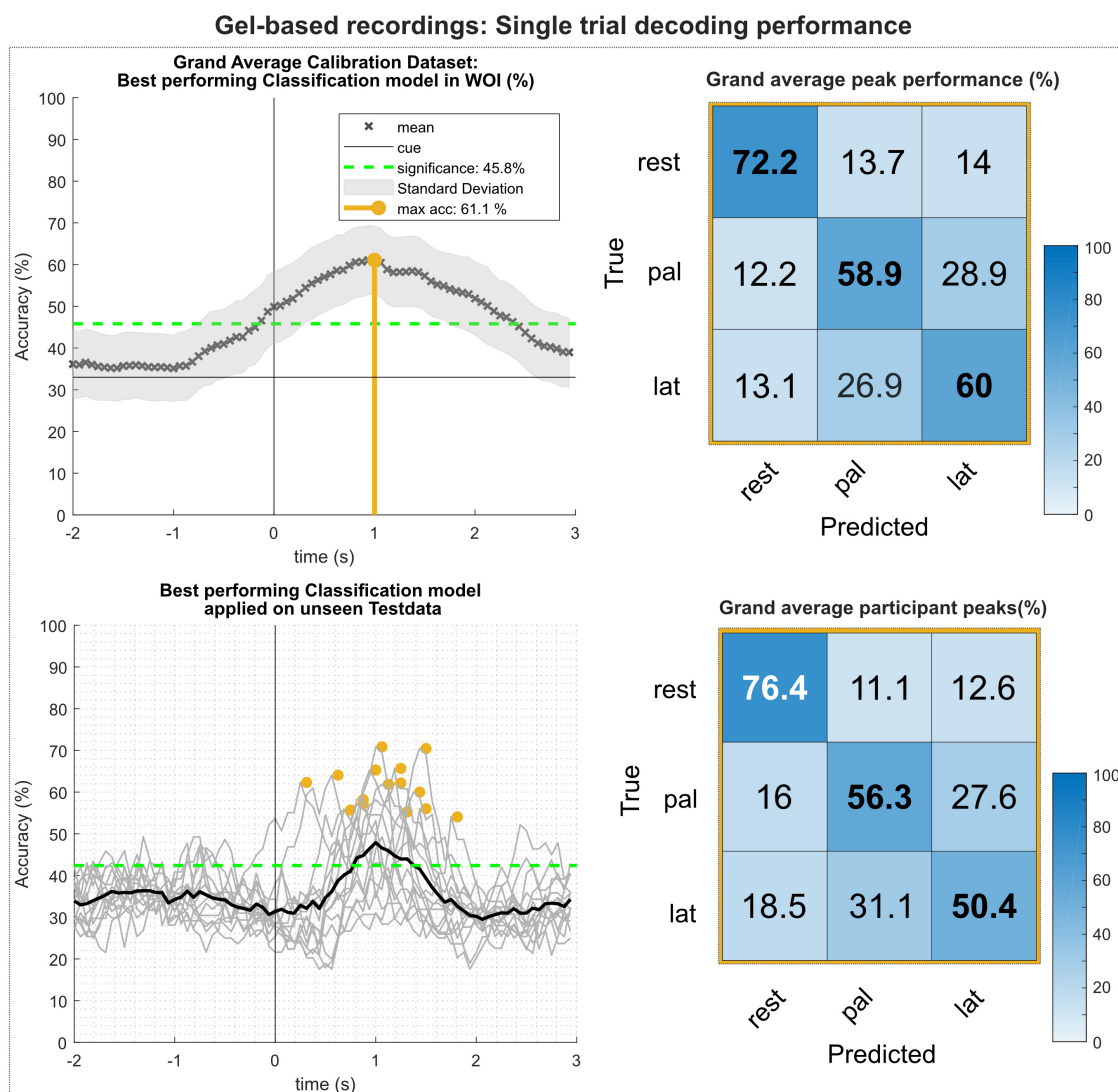 Gel-based recordings: Single trial decoding performance
Grand Average Calibration Dataset:
Best performing Classification model in WOI (%)
100
90
80
70
60
50
40
30
20
10
0
Accuracy (%)
mean
cue
significance: 45.8%
Standard Deviation
max acc: 61.1 %
-2
-1
0
1
2
3
time (s)
Grand average peak performance (%)
True
rest
72.2
13.7
14
pal
12.2
58.9
28.9
lat
13.1
26.9
60
rest
pal
lat
Predicted
100
80
60
40
20
0
Best performing Classification model
applied on unseen Testdata
100
90
80
70
60
50
40
30
20
10
0
Accuracy (%)
-2
-1
0
1
2
3
time (s)
Grand average participant peaks(%)
True
rest
76.4
11.1
12.6
pal
16
56.3
27.6
lat
18.5
31.1
50.4
rest
pal
lat
Predicted
100
80
60
40
20
0